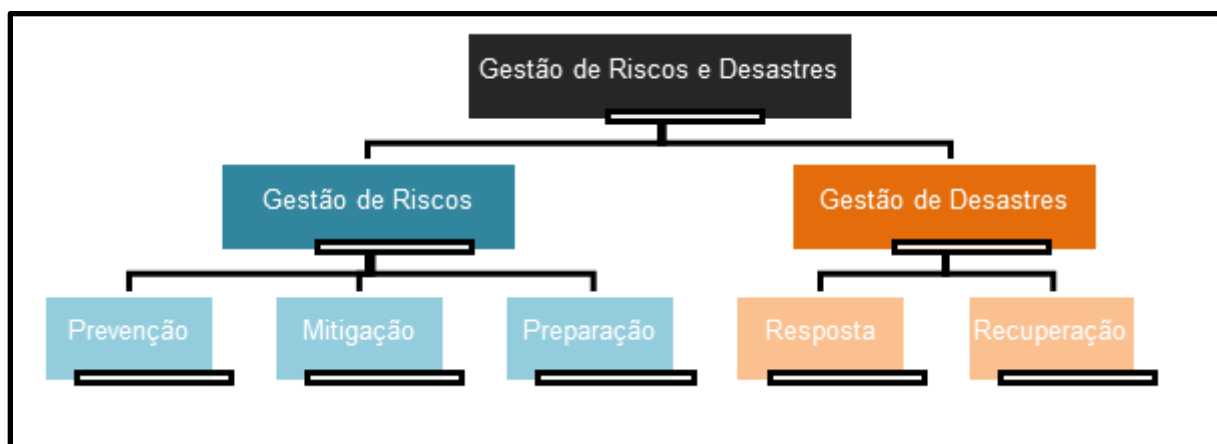 Gestão de Riscos e Desastres
Gestão de Riscos
Gestão de Desastres
Prevenção
Mitigação
Preparação
Resposta
Recuperação